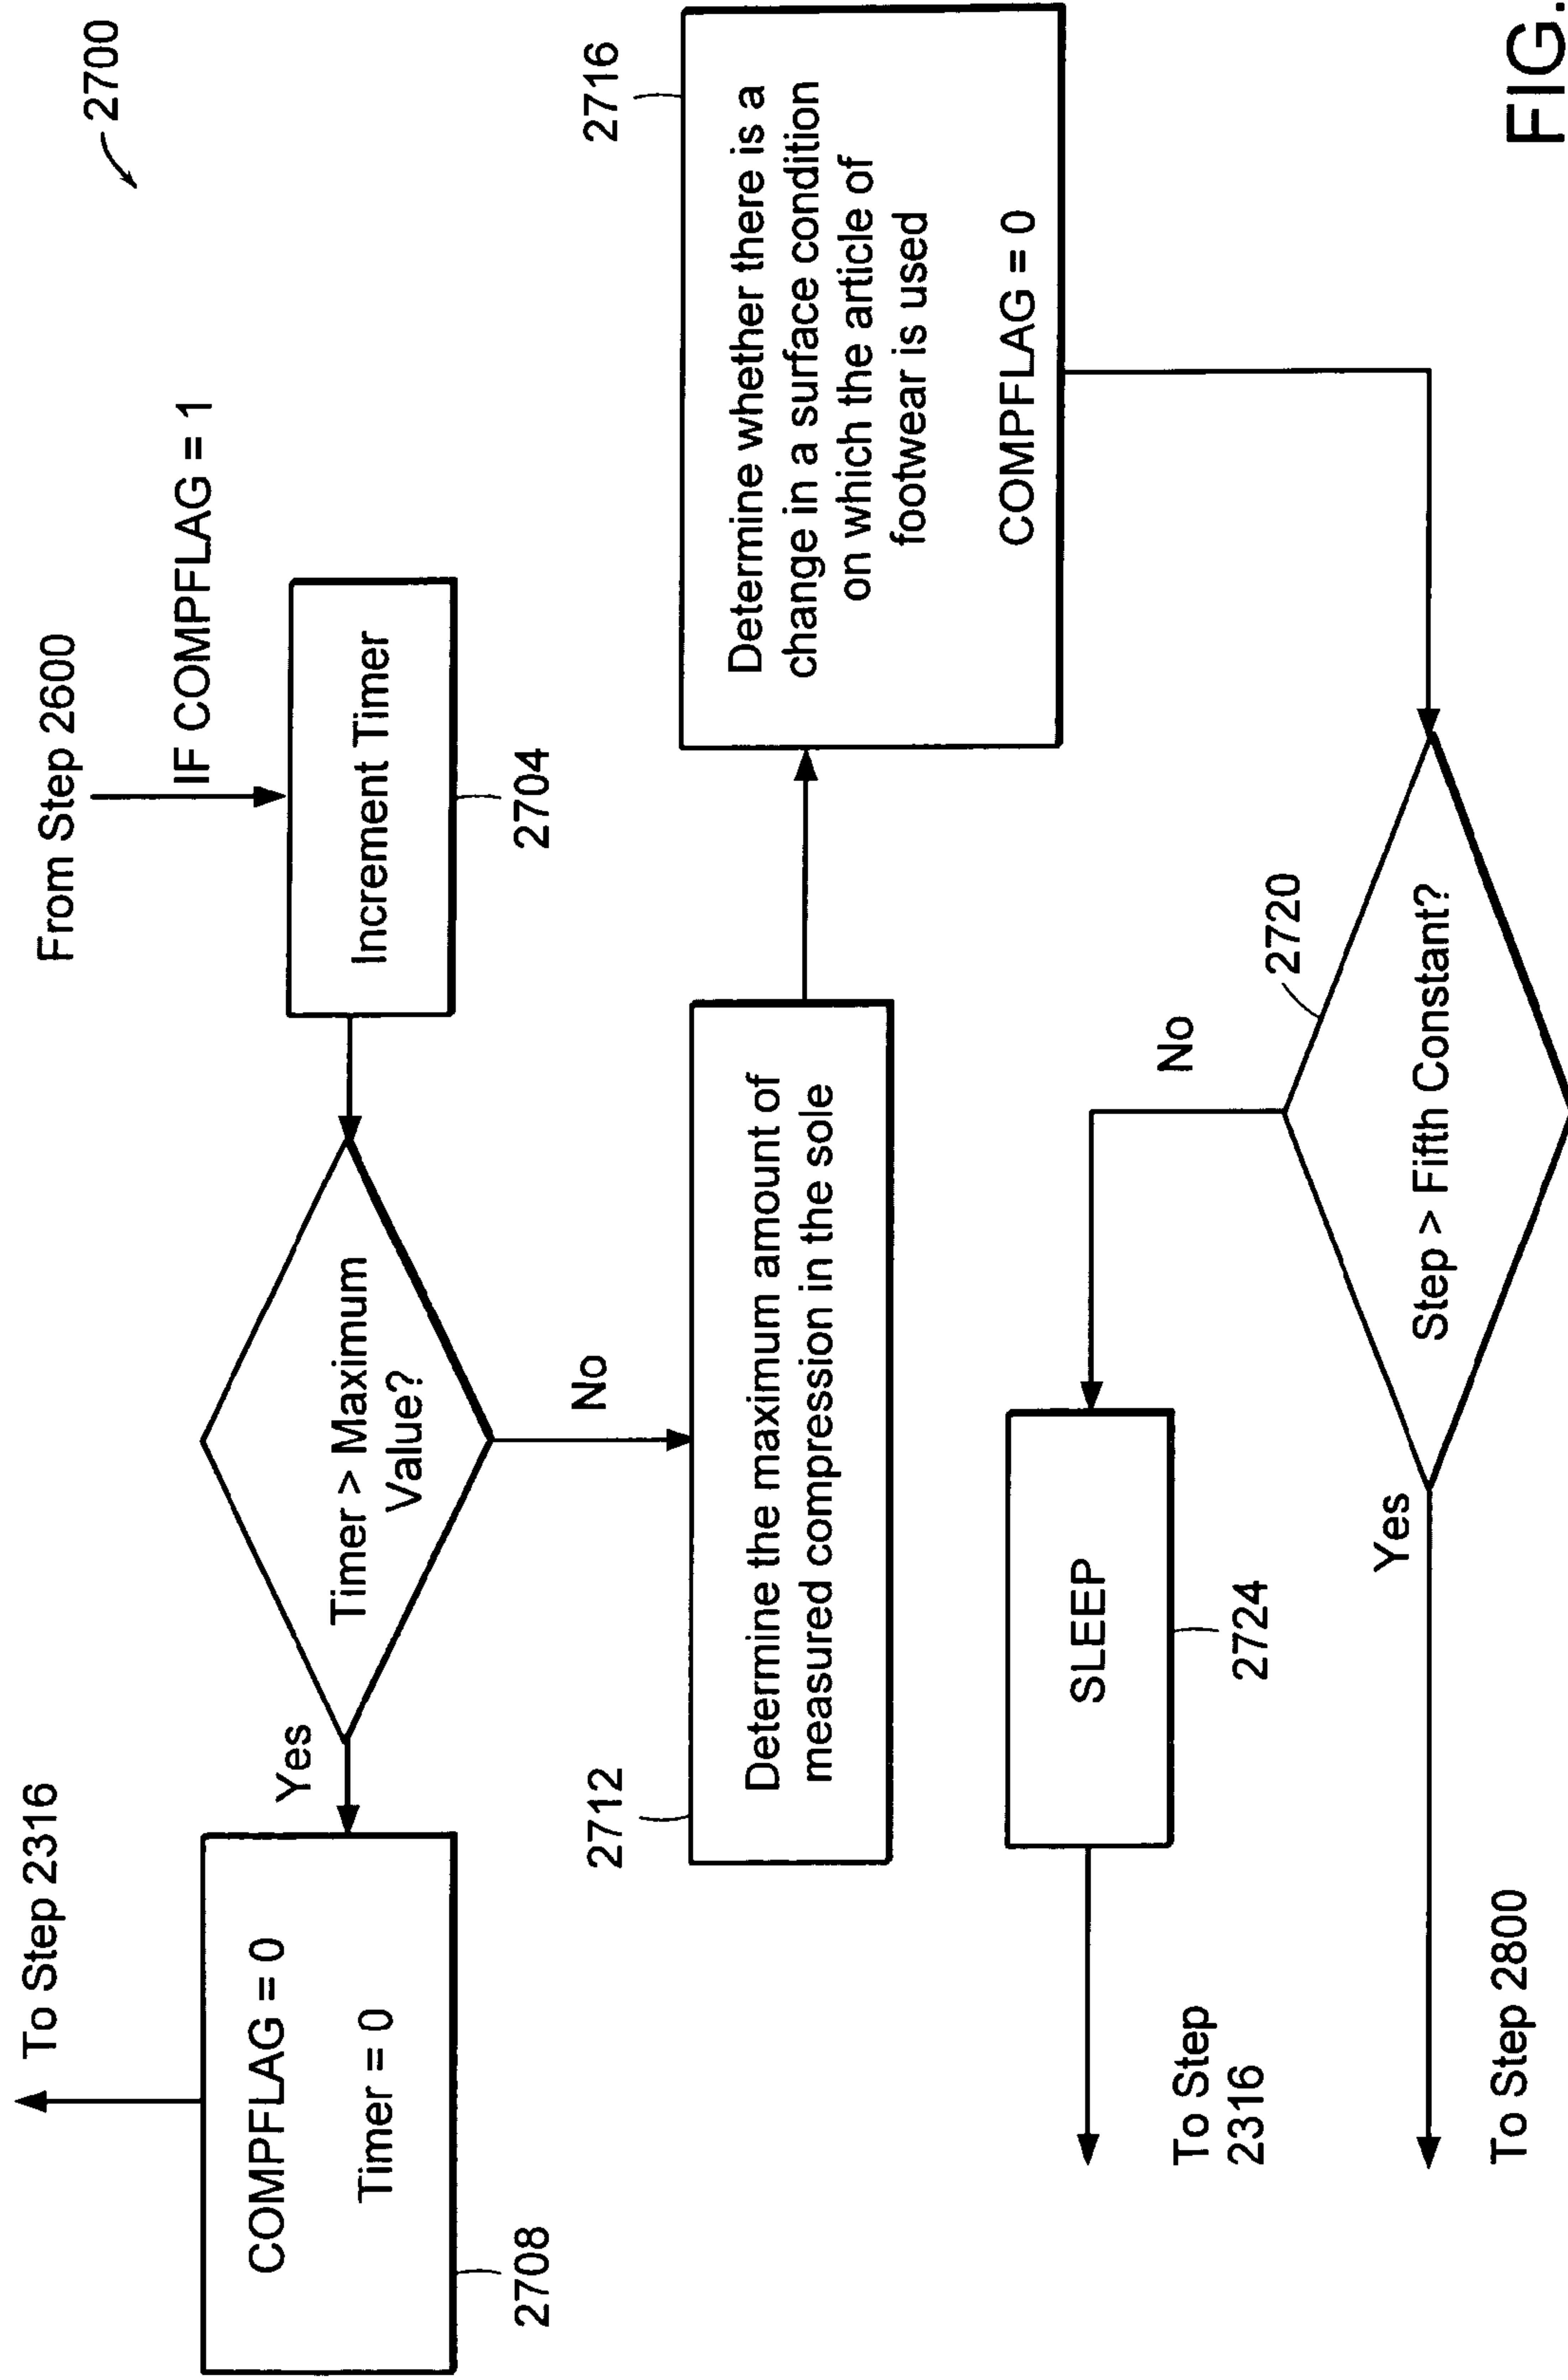 2700
From Step 2600
IF COMPFLAG = 1
Increment Timer
2704
Timer > Maximum
Value?
Yes
To Step 2316
COMPFLAG = 0
Timer = 0
2708
No
2712
Determine the maximum amount of
measured compression in the sole
2716
Determine whether there is a
change in a surface condition
on which the article of
footwear is used
COMPFLAG = 0
2720
Step > Fifth Constant?
No
SLEEP
2724
To Step
2316
Yes
To Step 2800
FIG.